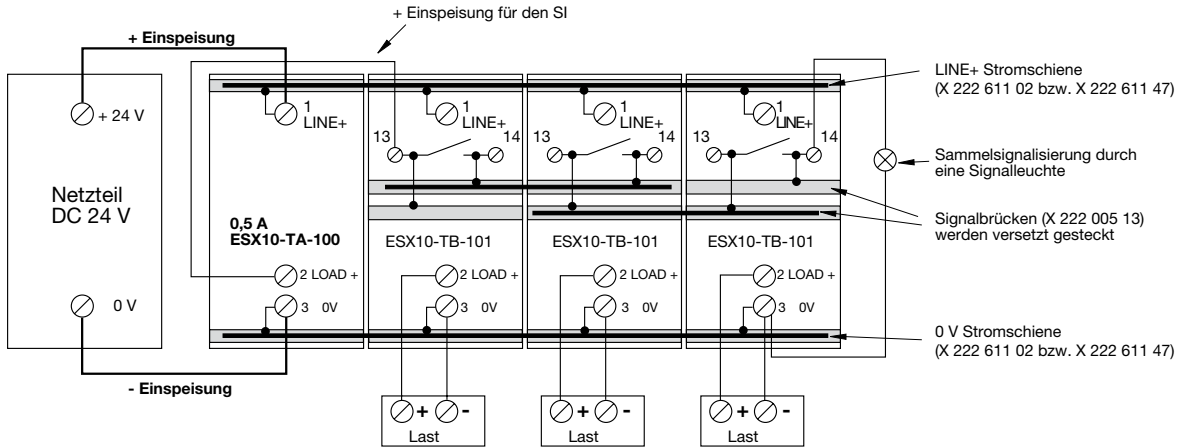 + Einspeisung für den SI
+ Einspeisung
LINE+ Stromschiene
(X 222 611 02 bzw. X 222 611 47)
+ 24 V
1
LINE+
1
LINE+
1
LINE+
1
LINE+
13
14
13
14
13
14
Sammelsignalisierung durch
eine Signalleuchte
Netzteil
DC 24 V
Signalbrücken (X 222 005 13)
werden versetzt gesteckt
0,5 A
ESX10-TA-100
ESX10-TB-101
ESX10-TB-101
ESX10-TB-101
2 LOAD +
2 LOAD +
2 LOAD +
2 LOAD +
0 V
3 0V
3 0V
3 0V
3 0V
0 V Stromschiene
(X 222 611 02 bzw. X 222 611 47)
- Einspeisung
+ -
Last
+ -
Last
+ -
Last